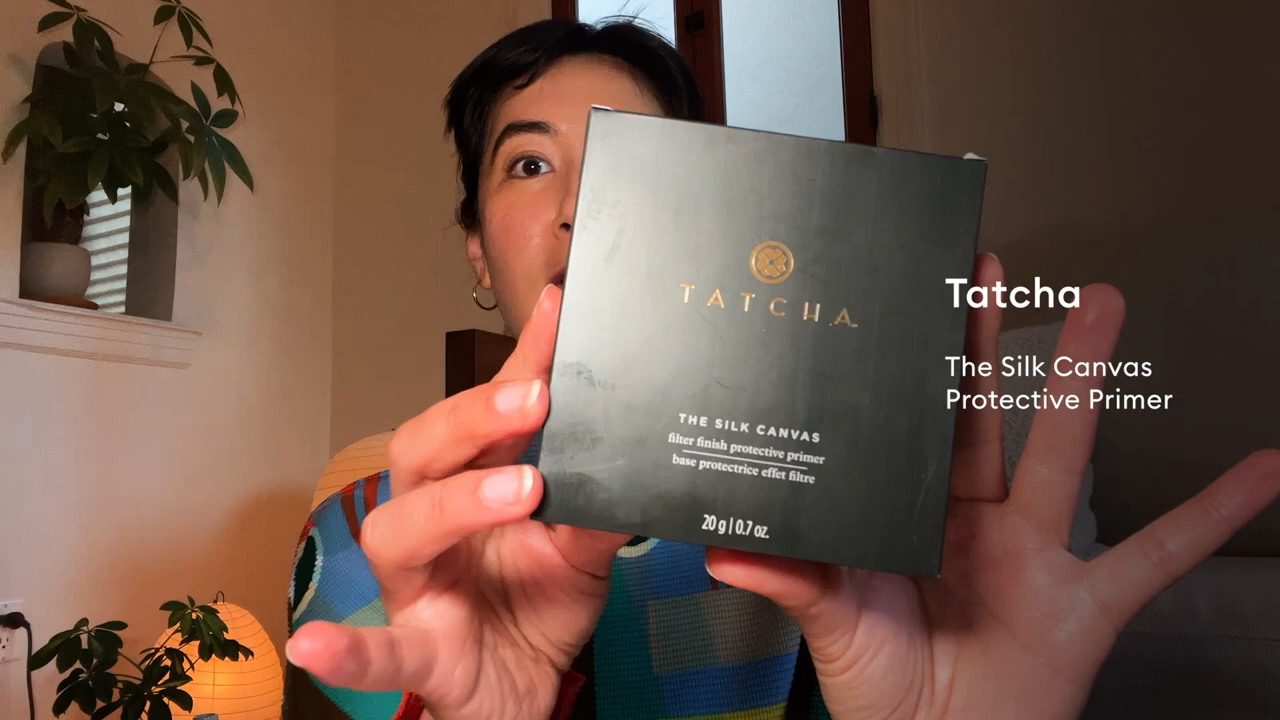 TATCHA
THE SILK CANVAS
filter finish protective primer
base protectrice effet filtre
20 g | 0.7 oz.
Tatcha
The Silk Canvas
Protective Primer